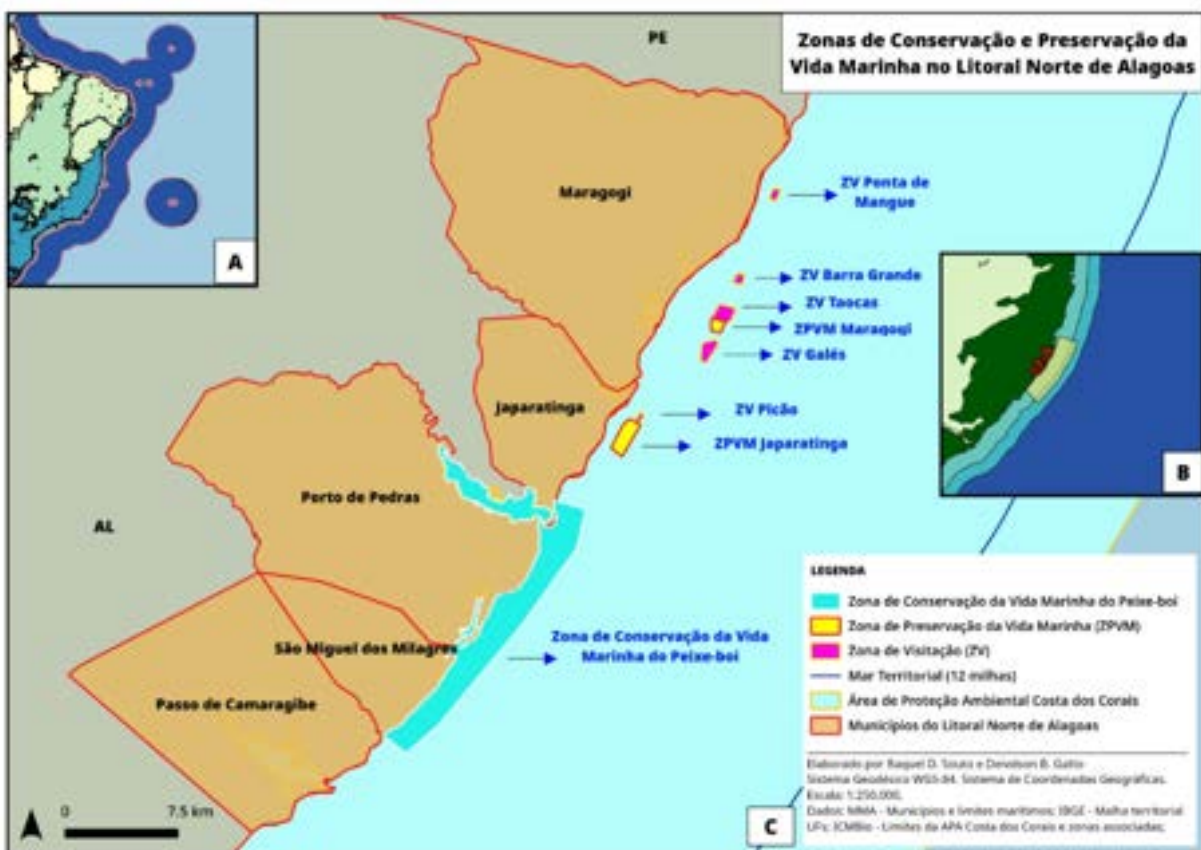 PE
Zonas de Conservação e Preservação da
Vida Marinha no Litoral Norte de Alagoas
A
Maragogi
ZV Ponta de
Mangue
ZV Barra Grande
ZV Taocas
ZPVM Maragogi
ZV Galés
B
Japaratinga
ZV Picão
ZPVM Japaratinga
Porto de Pedras
AL
São Miguel dos Milagres
Zona de Conservação da Vida
Marinha do Peixe-boi
Passo de Camaragibe
LEGENDA
Zona de Conservação da Vida Marinha do Peixe-boi
Zona de Preservação da Vida Marinha (ZPVM)
Zona de Visitação (ZV)
Mar Territorial (12 milhas)
Área de Proteção Ambiental Costa dos Corais
Municípios do Litoral Norte de Alagoas
Elaborado por Raquel D. Souto e Deivdson B. Gatto
Sistema Geodésico WGS-84. Sistema de Coordenadas Geográficas.
Escala: 1:250.000.
Dados: MMA - Municípios e limites marítimos; IBGE - Malha territorial
UFs; ICMBio - Limites da APA Costa dos Corais e zonas associadas;
0 7.5 km
C